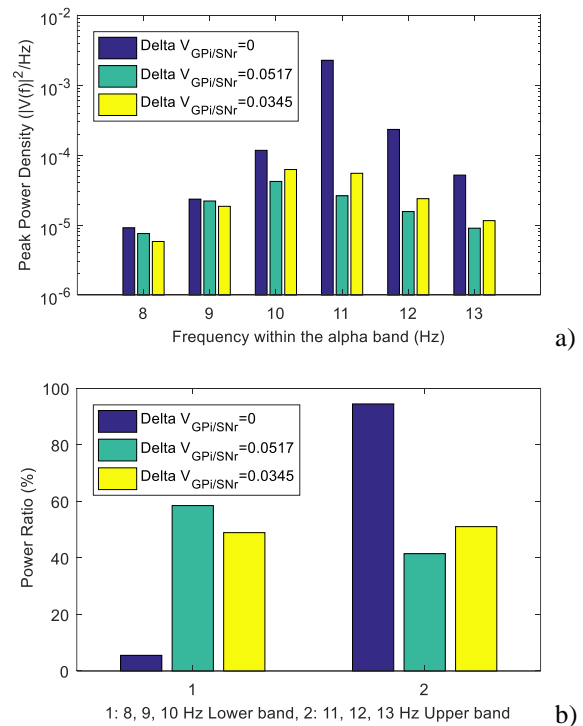 10^-2
10^-3
10^-4
10^-5
10^-6
Peak Power Density (|V(f)|^2/Hz)
Delta V_GPi/SNr=0
Delta V_GPi/SNr=0.0517
Delta V_GPi/SNr=0.0345
8 9 10 11 12 13
Frequency within the alpha band (Hz)
a)
100
80
60
40
20
0
Power Ratio (%)
Delta V_GPi/SNr=0
Delta V_GPi/SNr=0.0517
Delta V_GPi/SNr=0.0345
1 2
1: 8, 9, 10 Hz Lower band, 2: 11, 12, 13 Hz Upper band
b)